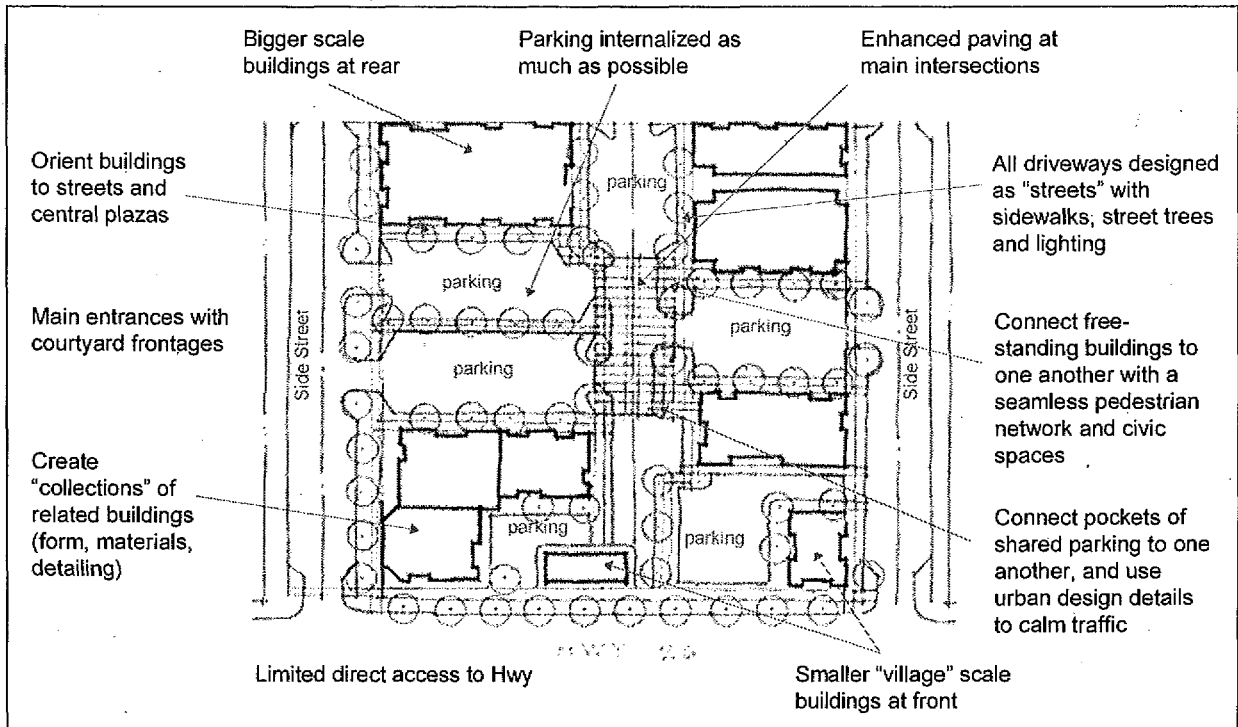 Bigger scale
buildings at rear
Parking internalized as
much as possible
Enhanced paving at
main intersections
Orient buildings
to streets and
central plazas
parking
All driveways designed
as “streets” with
sidewalks, street trees
and lighting
parking
Main entrances with
courtyard frontages
parking
parking
Side Street
Side Street
Connect free-
standing buildings to
one another with a
seamless pedestrian
network and civic
spaces
Create
“collections” of
related buildings
(form, materials,
detailing)
parking
parking
Connect pockets of
shared parking to one
another, and use
urban design details
to calm traffic
Limited direct access to Hwy
Smaller “village” scale
buildings at front